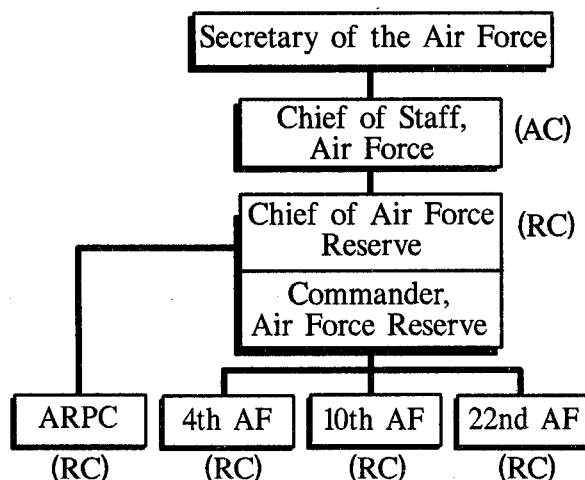 Secretary of the Air Force
Chief of Staff,
Air Force
(AC)
Chief of Air Force
Reserve
(RC)
Commander,
Air Force Reserve
ARPC
4th AF
10th AF
22nd AF
(RC)
(RC)
(RC)
(RC)